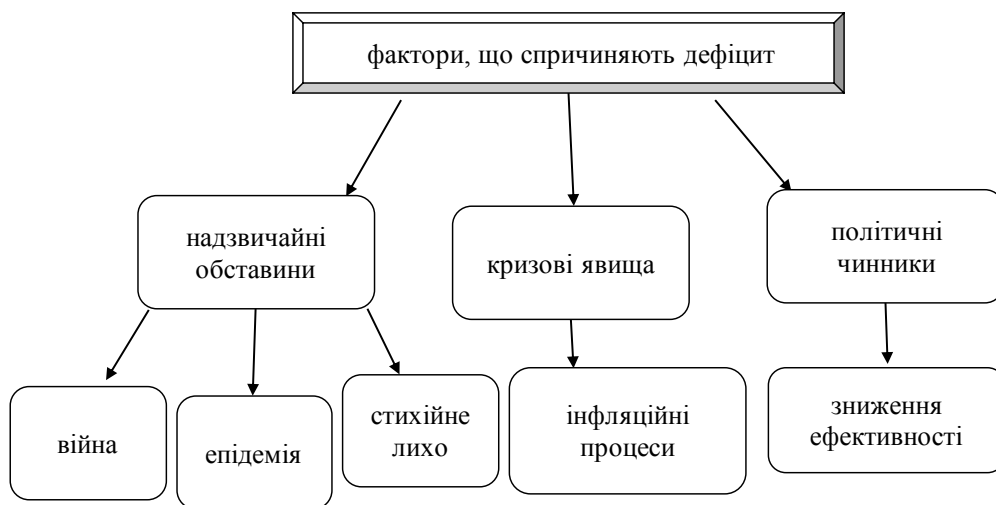 фактори, що спричиняють дефіцит
надзвичайні
обставини
кризові явища
політичні
чинники
війна
епідемія
стихійне
лихо
інфляційні
процеси
зниження
ефективності